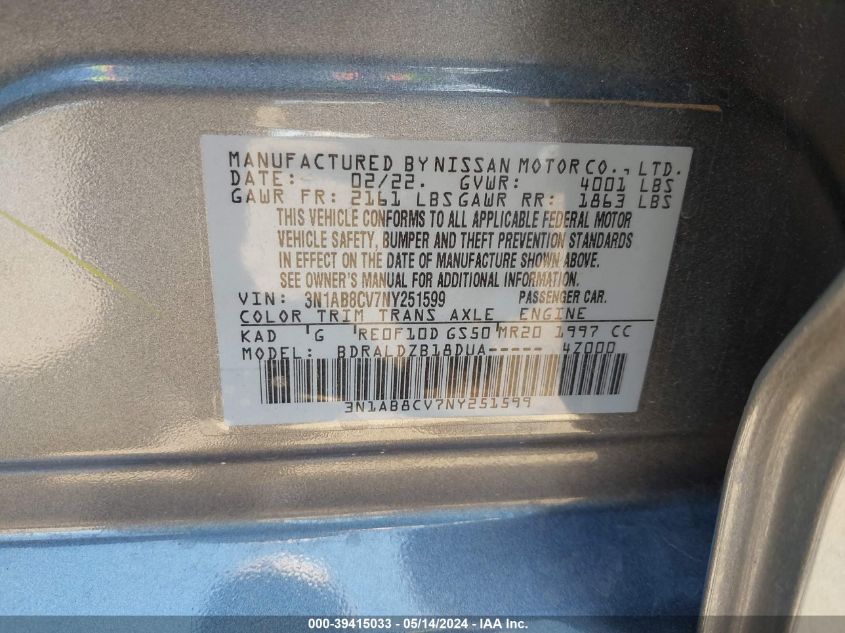 MANUFACTURED BY NISSAN MOTOR CO., LTD.
DATE: 02/22. GVWR: 4001 LBS
GAWR FR: 2161 LBS GAWR RR: 1863 LBS
THIS VEHICLE CONFORMS TO ALL APPLICABLE FEDERAL MOTOR
VEHICLE SAFETY, BUMPER AND THEFT PREVENTION STANDARDS
IN EFFECT ON THE DATE OF MANUFACTURE SHOWN ABOVE.
SEE OWNER'S MANUAL FOR ADDITIONAL INFORMATION.
VIN: 3N1AB8CV7NY251599 PASSENGER CAR.
COLOR TRIM TRANS AXLE ENGINE
KAD G RE0F10D GS50 MR20 1997 CC
MODEL: BDRALDZB18DUA----- 4Z000
3N1AB8CV7NY251599
000-39415033 - 05/14/2024 - IAA Inc.